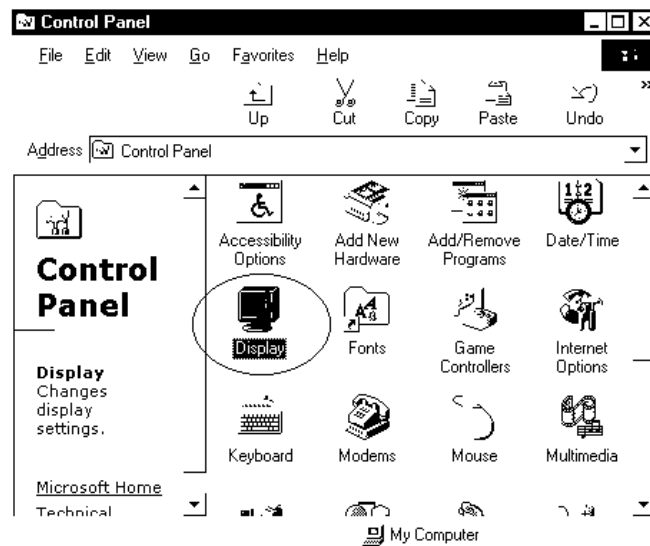 Control Panel
File Edit View Go Favorites Help
Up Cut Copy Paste Undo »
Address Control Panel
Control
Panel
Display
Changes
display
settings.
Microsoft Home
Technical
Accessibility
Options
Add New
Hardware
Add/Remove
Programs
Date/Time
Display
Fonts
Game
Controllers
Internet
Options
Keyboard
Modems
Mouse
Multimedia
My Computer